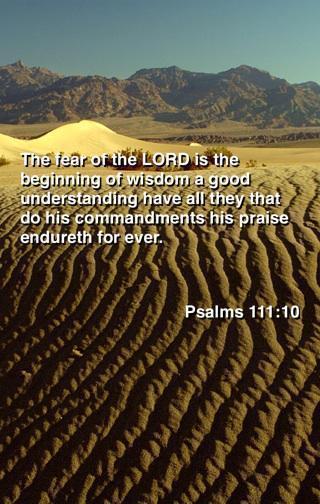 The fear of the LORD is the
beginning of wisdom a good
understanding have all they that
do his commandments his praise
endureth for ever.
Psalms 111:10